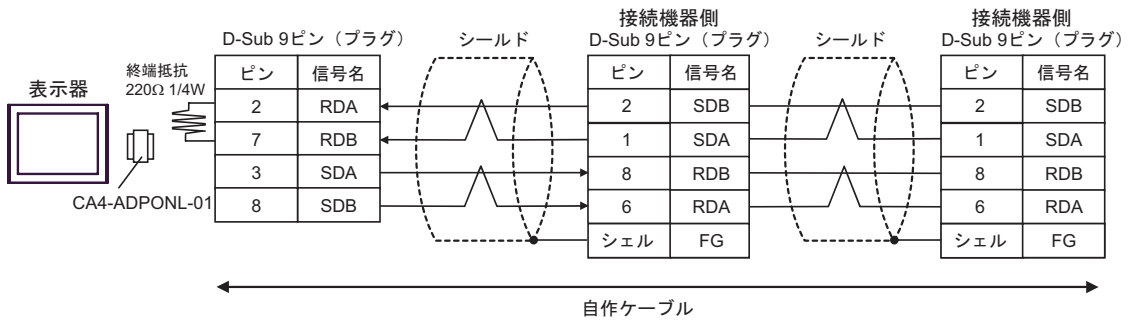 接続機器側
接続機器側
D-Sub 9ピン（プラグ）
シールド
D-Sub 9ピン（プラグ）
シールド
D-Sub 9ピン（プラグ）
表示器
終端抵抗
220Ω 1/4W
CA4-ADPONL-01
ピン 信号名
2 RDA
7 RDB
3 SDA
8 SDB
ピン 信号名
2 SDB
1 SDA
8 RDB
6 RDA
シェル FG
ピン 信号名
2 SDB
1 SDA
8 RDB
6 RDA
シェル FG
自作ケーブル